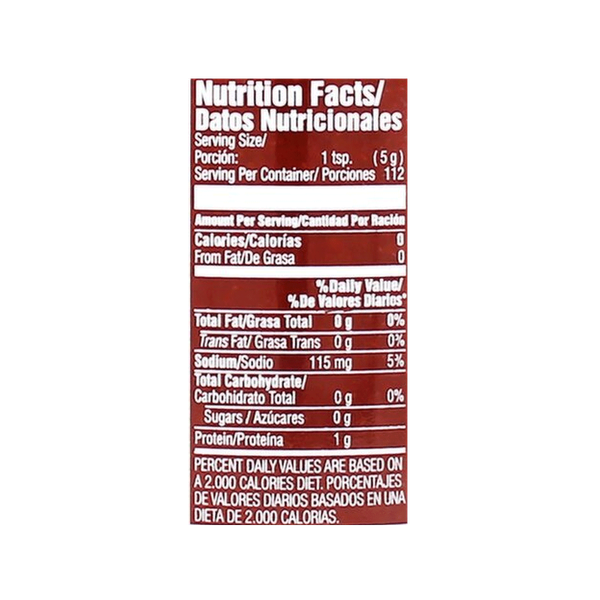 Nutrition Facts/
Datos Nutricionales
Serving Size/
Porción: 1 tsp. (5 g)
Serving Per Container/ Porciones 112
Amount Per Serving/Cantidad Por Ración
Calories/Calorías 0
From Fat/De Grasa 0
%Daily Value/
%De Valores Diarios*
Total Fat/Grasa Total 0 g 0%
Trans Fat/ Grasa Trans 0 g 0%
Sodium/Sodio 115 mg 5%
Total Carbohydrate/
Carbohidrato Total 0 g 0%
Sugars / Azúcares 0 g
Protein/Proteína 1 g
PERCENT DAILY VALUES ARE BASED ON
A 2.000 CALORIES DIET. PORCENTAJES
DE VALORES DIARIOS BASADOS EN UNA
DIETA DE 2.000 CALORIAS.